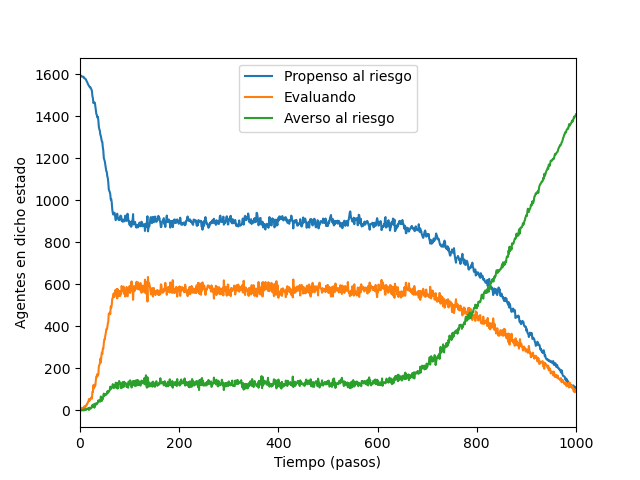 Propenso al riesgo
Evaluando
Averso al riesgo
1600
1400
1200
1000
800
600
400
200
0
Agentes en dicho estado
0 200 400 600 800 1000
Tiempo (pasos)